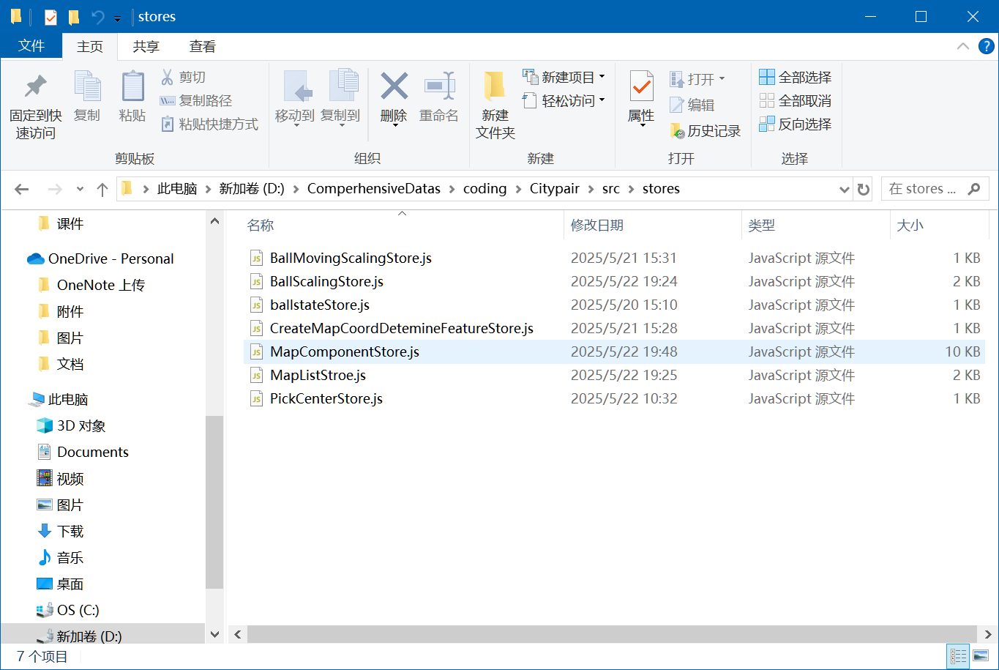 stores
文件 主页 共享 查看
固定到快速访问
复制
粘贴
剪切
复制路径
粘贴快捷方式
剪贴板
移动到
复制到
删除
重命名
组织
新建
文件夹
新建项目
轻松访问
新建
属性
打开
编辑
历史记录
打开
全部选择
全部取消
反向选择
选择
此电脑 新加卷 (D:) ComperhensiveDatas coding Citypair src stores
在 stores ...
课件
OneDrive - Personal
OneNote 上传
附件
图片
文档
此电脑
3D 对象
Documents
视频
图片
下载
音乐
桌面
OS (C:)
新加卷 (D:)
名称 修改日期 类型 大小
BallMovingScalingStore.js 2025/5/21 15:31 JavaScript 源文件 1 KB
BallScalingStore.js 2025/5/22 19:24 JavaScript 源文件 2 KB
ballstateStore.js 2025/5/20 15:10 JavaScript 源文件 1 KB
CreateMapCoordDetemineFeatureStore.js 2025/5/21 15:28 JavaScript 源文件 1 KB
MapComponentStore.js 2025/5/22 19:48 JavaScript 源文件 10 KB
MapListStroe.js 2025/5/22 19:25 JavaScript 源文件 2 KB
PickCenterStore.js 2025/5/22 10:32 JavaScript 源文件 1 KB
7 个项目